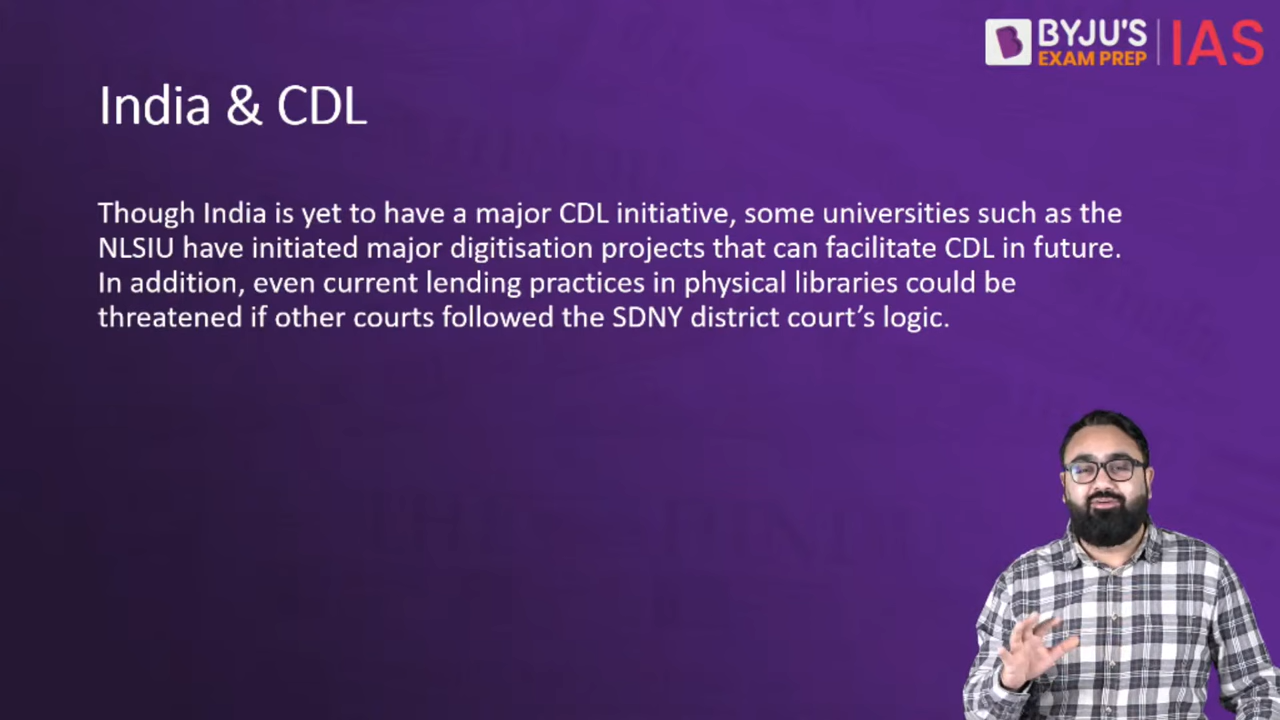 BYJU'S
EXAM PREP
IAS
India & CDL
Though India is yet to have a major CDL initiative, some universities such as the
NLSIU have initiated major digitisation projects that can facilitate CDL in future.
In addition, even current lending practices in physical libraries could be
threatened if other courts followed the SDNY district court’s logic.